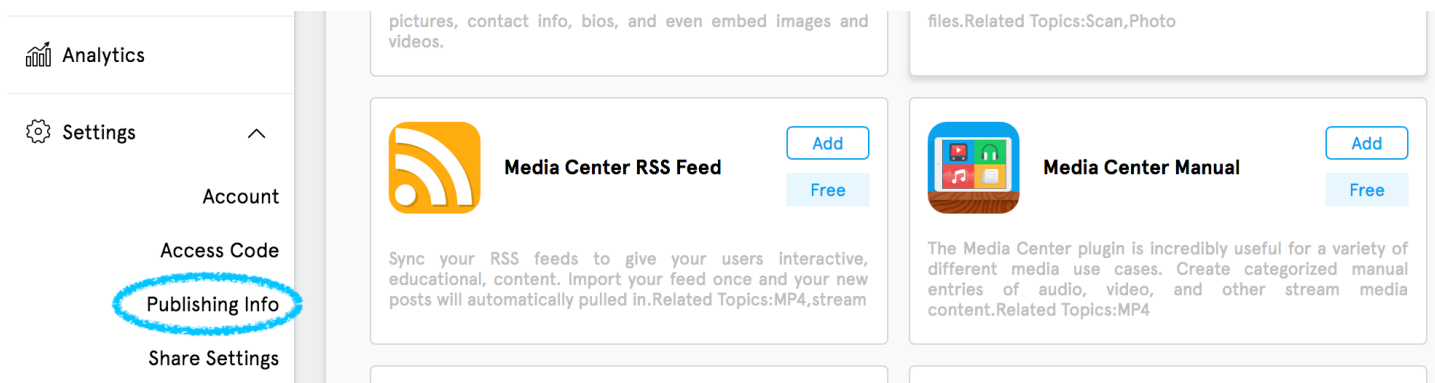 Analytics
Settings
Account
Access Code
Publishing Info
Share Settings
pictures, contact info, bios, and even embed images and
videos.
files.Related Topics:Scan,Photo
Media Center RSS Feed
Add
Free
Sync your RSS feeds to give your users interactive,
educational, content. Import your feed once and your new
posts will automatically pulled in.Related Topics:MP4,stream
Media Center Manual
Add
Free
The Media Center plugin is incredibly useful for a variety of
different media use cases. Create categorized manual
entries of audio, video, and other stream media
content.Related Topics:MP4